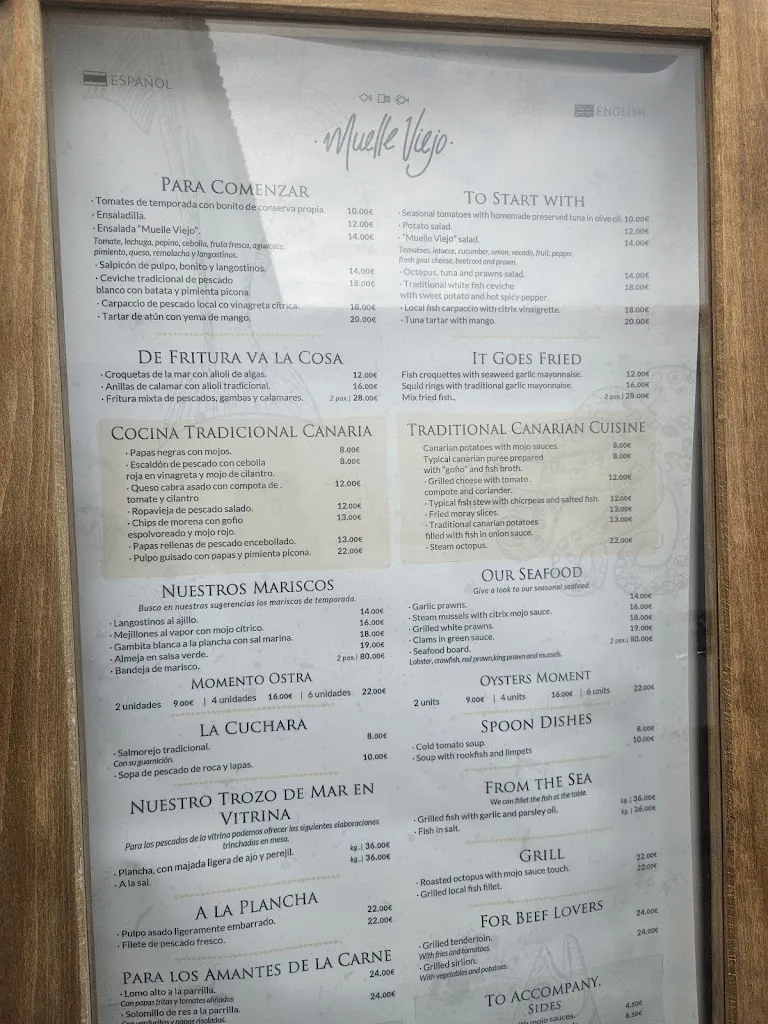 ESPAÑOL
ENGLISH
Muelle Viejo
PARA COMENZAR
· Tomates de temporada con bonito de conserva propia. 10.00€
· Ensaladilla. 12.00€
· Ensalada "Muelle Viejo". 14.00€
Tomate, lechuga, pepino, cebolla, fruta fresca, aguacate,
pimiento, queso, remolacha y langostinos.
· Salpicón de pulpo, bonito y langostinos. 14.00€
· Ceviche tradicional de pescado 18.00€
blanco con batata y pimienta picona.
· Carpaccio de pescado local co vinagreta cítrica. 18.00€
· Tartar de atún con yema de mango. 20.00€
DE FRITURA VA LA COSA
· Croquetas de la mar con alioli de algas. 12.00€
· Anillas de calamar con alioli tradicional. 16.00€
· Fritura mixta de pescados, gambas y calamares. 2 pax.| 28.00€
COCINA TRADICIONAL CANARIA
· Papas negras con mojos. 8.00€
· Escaldón de pescado con cebolla 8.00€
roja en vinagreta y mojo de cilantro.
· Queso cabra asado con compota de . 12.00€
tomate y cilantro
· Ropavieja de pescado salado. 12.00€
· Chips de morena con gofio 13.00€
espolvoreado y mojo rojo.
· Papas rellenas de pescado encebollado. 13.00€
· Pulpo guisado con papas y pimienta picona. 22.00€
NUESTROS MARISCOS
Busca en nuestras sugerencias los mariscos de temporada.
· Langostinos al ajillo. 14.00€
· Mejillones al vapor con mojo cítrico. 16.00€
· Gambita blanca a la plancha con sal marina. 18.00€
· Almeja en salsa verde. 19.00€
· Bandeja de marisco. 2 pax.| 80.00€
MOMENTO OSTRA
2 unidades 9.00€ | 4 unidades 16.00€ | 6 unidades 22.00€
LA CUCHARA
· Salmorejo tradicional. 8.00€
Con su guarnición.
· Sopa de pescado de roca y lapas. 10.00€
NUESTRO TROZO DE MAR EN
VITRINA
Para los pescados de la vitrina podemos ofrecer las siguientes elaboraciones
trinchadas en mesa.
· Plancha, con majada ligera de ajo y perejil. kg.| 36.00€
· A la sal. kg.| 36.00€
A LA PLANCHA
· Pulpo asado ligeramente embarrado. 22.00€
· Filete de pescado fresco. 22.00€
PARA LOS AMANTES DE LA CARNE
· Lomo alto a la parrilla. 24.00€
Con papas fritas y tomates aliñados
· Solomillo de res a la parrilla. 24.00€
Con verduritas y papas risoladas.
TO START WITH
· Seasonal tomatoes with homemade preserved tuna in olive oil. 10.00€
· Potato salad. 12.00€
· "Muelle Viejo" salad. 14.00€
Tomatoes, letucce, cucumber, onion, vocado, fruit, pepper,
fresh goat cheese, beetroot and prawn.
· Octopus, tuna and prawns salad. 14.00€
· Traditional white fish ceviche 18.00€
with sweet potato and hot spicy pepper.
· Local fish carpaccio with citrix vinaigrette. 18.00€
· Tuna tartar with mango. 20.00€
IT GOES FRIED
Fish croquettes with seaweed garlic mayonnaise. 12.00€
Squid rings with traditional garlic mayonnaise. 16.00€
Mix fried fish., 2 pax.| 28.00€
TRADITIONAL CANARIAN CUISINE
Canarian potatoes with mojo sauces. 8.00€
Typical canarian puree prepared 8.00€
with "gofio" and fish broth.
· Grilled cheese with tomato . 12.00€
compote and coriander.
· Typical fish stew with chicrpeas and salted fish. 12.00€
· Fried moray slices. 13.00€
· Traditional canarian potatoes 13.00€
filled with fish in onion sauce.
· Steam octopus. 22.00€
OUR SEAFOOD
Give a look to our seasonal seafood.
· Garlic prawns. 14.00€
· Steam mussels with citrix mojo sauce. 16.00€
· Grilled white prawns. 18.00€
· Clams in green sauce. 19.00€
· Seafood board. 2 pax.| 80.00€
Lobster, crawfish, red prawn,king prawn and mussels.
OYSTERS MOMENT
2 units 9.00€ | 4 units 16.00€ | 6 units 22.00€
SPOON DISHES
· Cold tomato soup. 8.00€
· Soup with rookfish and limpets 10.00€
FROM THE SEA
We can fillet the fish at the table.
· Grilled fish with garlic and parsley oil. kg.| 36.00€
· Fish in salt. kg.| 36.00€
GRILL
· Roasted octopus with mojo sauce touch. 22.00€
· Grilled local fish fillet. 22.00€
FOR BEEF LOVERS
· Grilled tenderloin. 24.00€
With fries and tomatoes.
· Grilled sirlion. 24.00€
With vegetables and potatoes.
TO ACCOMPANY.
SIDES
with mojo sauces. 4.50€
6.50€